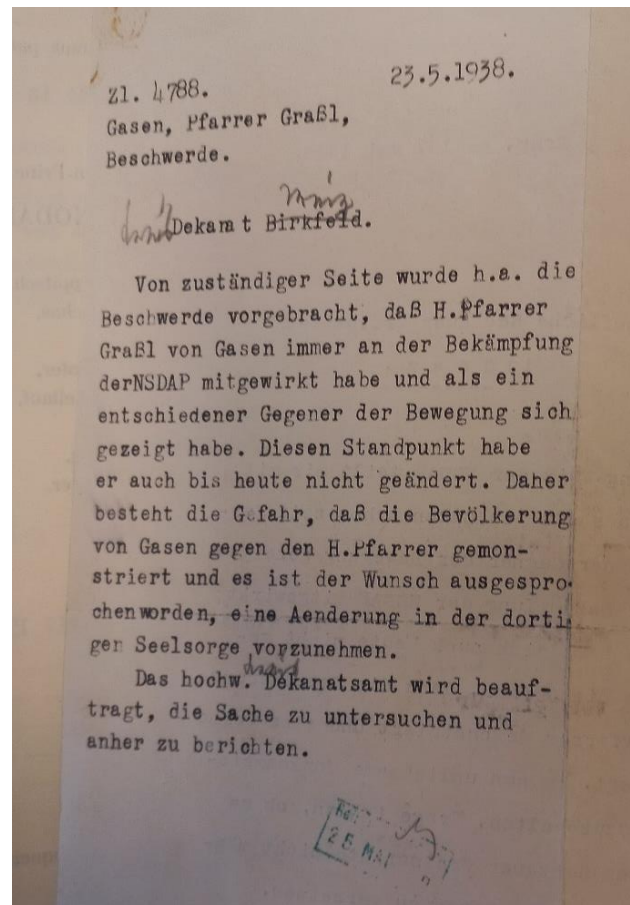 Zl. 4788.
23.5.1938.
Gasen, Pfarrer Graßl,
Beschwerde.
Dekamt Birkfeld.
Von zuständiger Seite wurde h.a. die
Beschwerde vorgebracht, daß H.Pfarrer
Graßl von Gasen immer an der Bekämpfung
derNSDAP mitgewirkt habe und als ein
entschiedener Gegener der Bewegung sich
gezeigt habe. Diesen Standpunkt habe
er auch bis heute nicht geändert. Daher
besteht die Gefahr, daß die Bevölkerung
von Gasen gegen den H.Pfarrer gemon-
striert und es ist der Wunsch ausgespro-
chenworden, eine Aenderung in der dorti
gen Seelsorge vorzunehmen.
Das hochw. Dekanatsamt wird beauf-
tragt, die Sache zu untersuchen und
anher zu berichten.
MAI